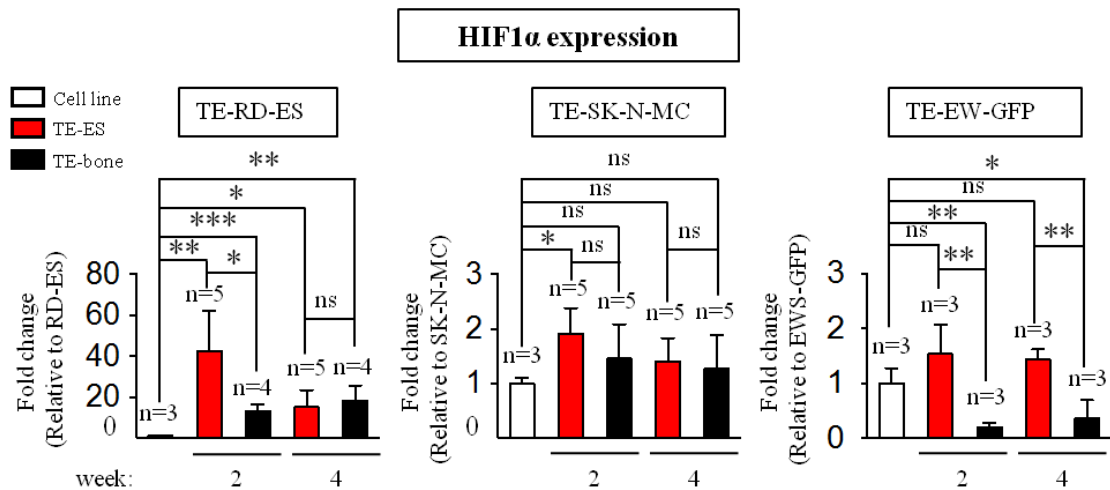 HIF1α expression
Cell line
TE-ES
TE-bone
TE-RD-ES
**
*
***
** *
ns
Fold change
(Relative to RD-ES)
80
60
40
20
0
n=3
n=5
n=4
n=5
n=4
week: 2 4
TE-SK-N-MC
ns
ns
ns
* ns
ns
Fold change
(Relative to SK-N-MC)
3
2
1
0
n=3
n=5
n=5
n=5
n=5
2 4
TE-EW-GFP
*
ns
**
ns **
**
Fold change
(Relative to EWS-GFP)
3
2
1
0
n=3
n=3
n=3
n=3
n=3
2 4